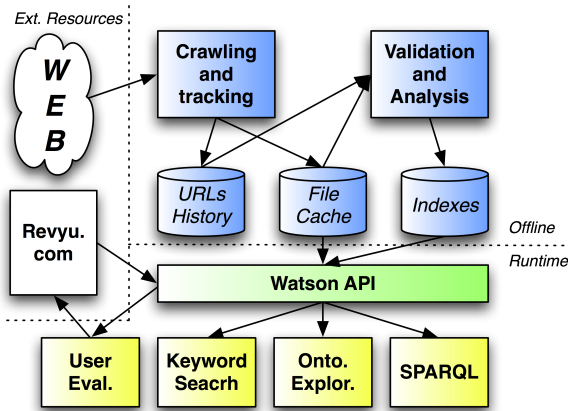 Ext. Resources
W
E
B
Crawling
and
tracking
Validation
and
Analysis
URLs
History
File
Cache
Indexes
Offline
Runtime
Revyu.
com
Watson API
User
Eval.
Keyword
Seacrh
Onto.
Explor.
SPARQL